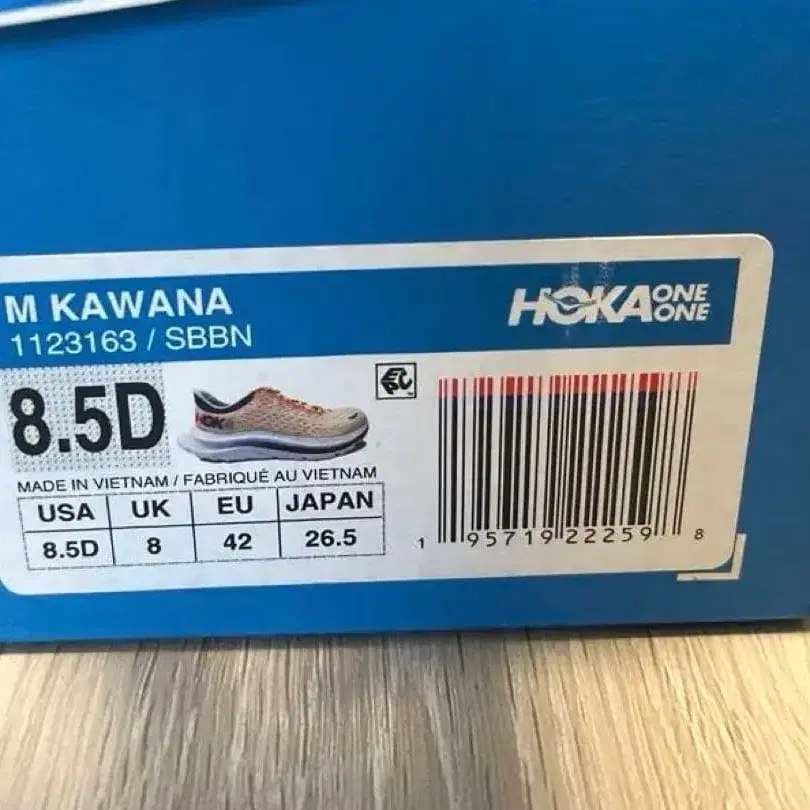 M KAWANA
1123163 / SBBN
HOKA ONE ONE
8.5D
HOKA
MADE IN VIETNAM / FABRIQUÉ AU VIETNAM
USA UK EU JAPAN
8.5D 8 42 26.5
1 95719 22259 8